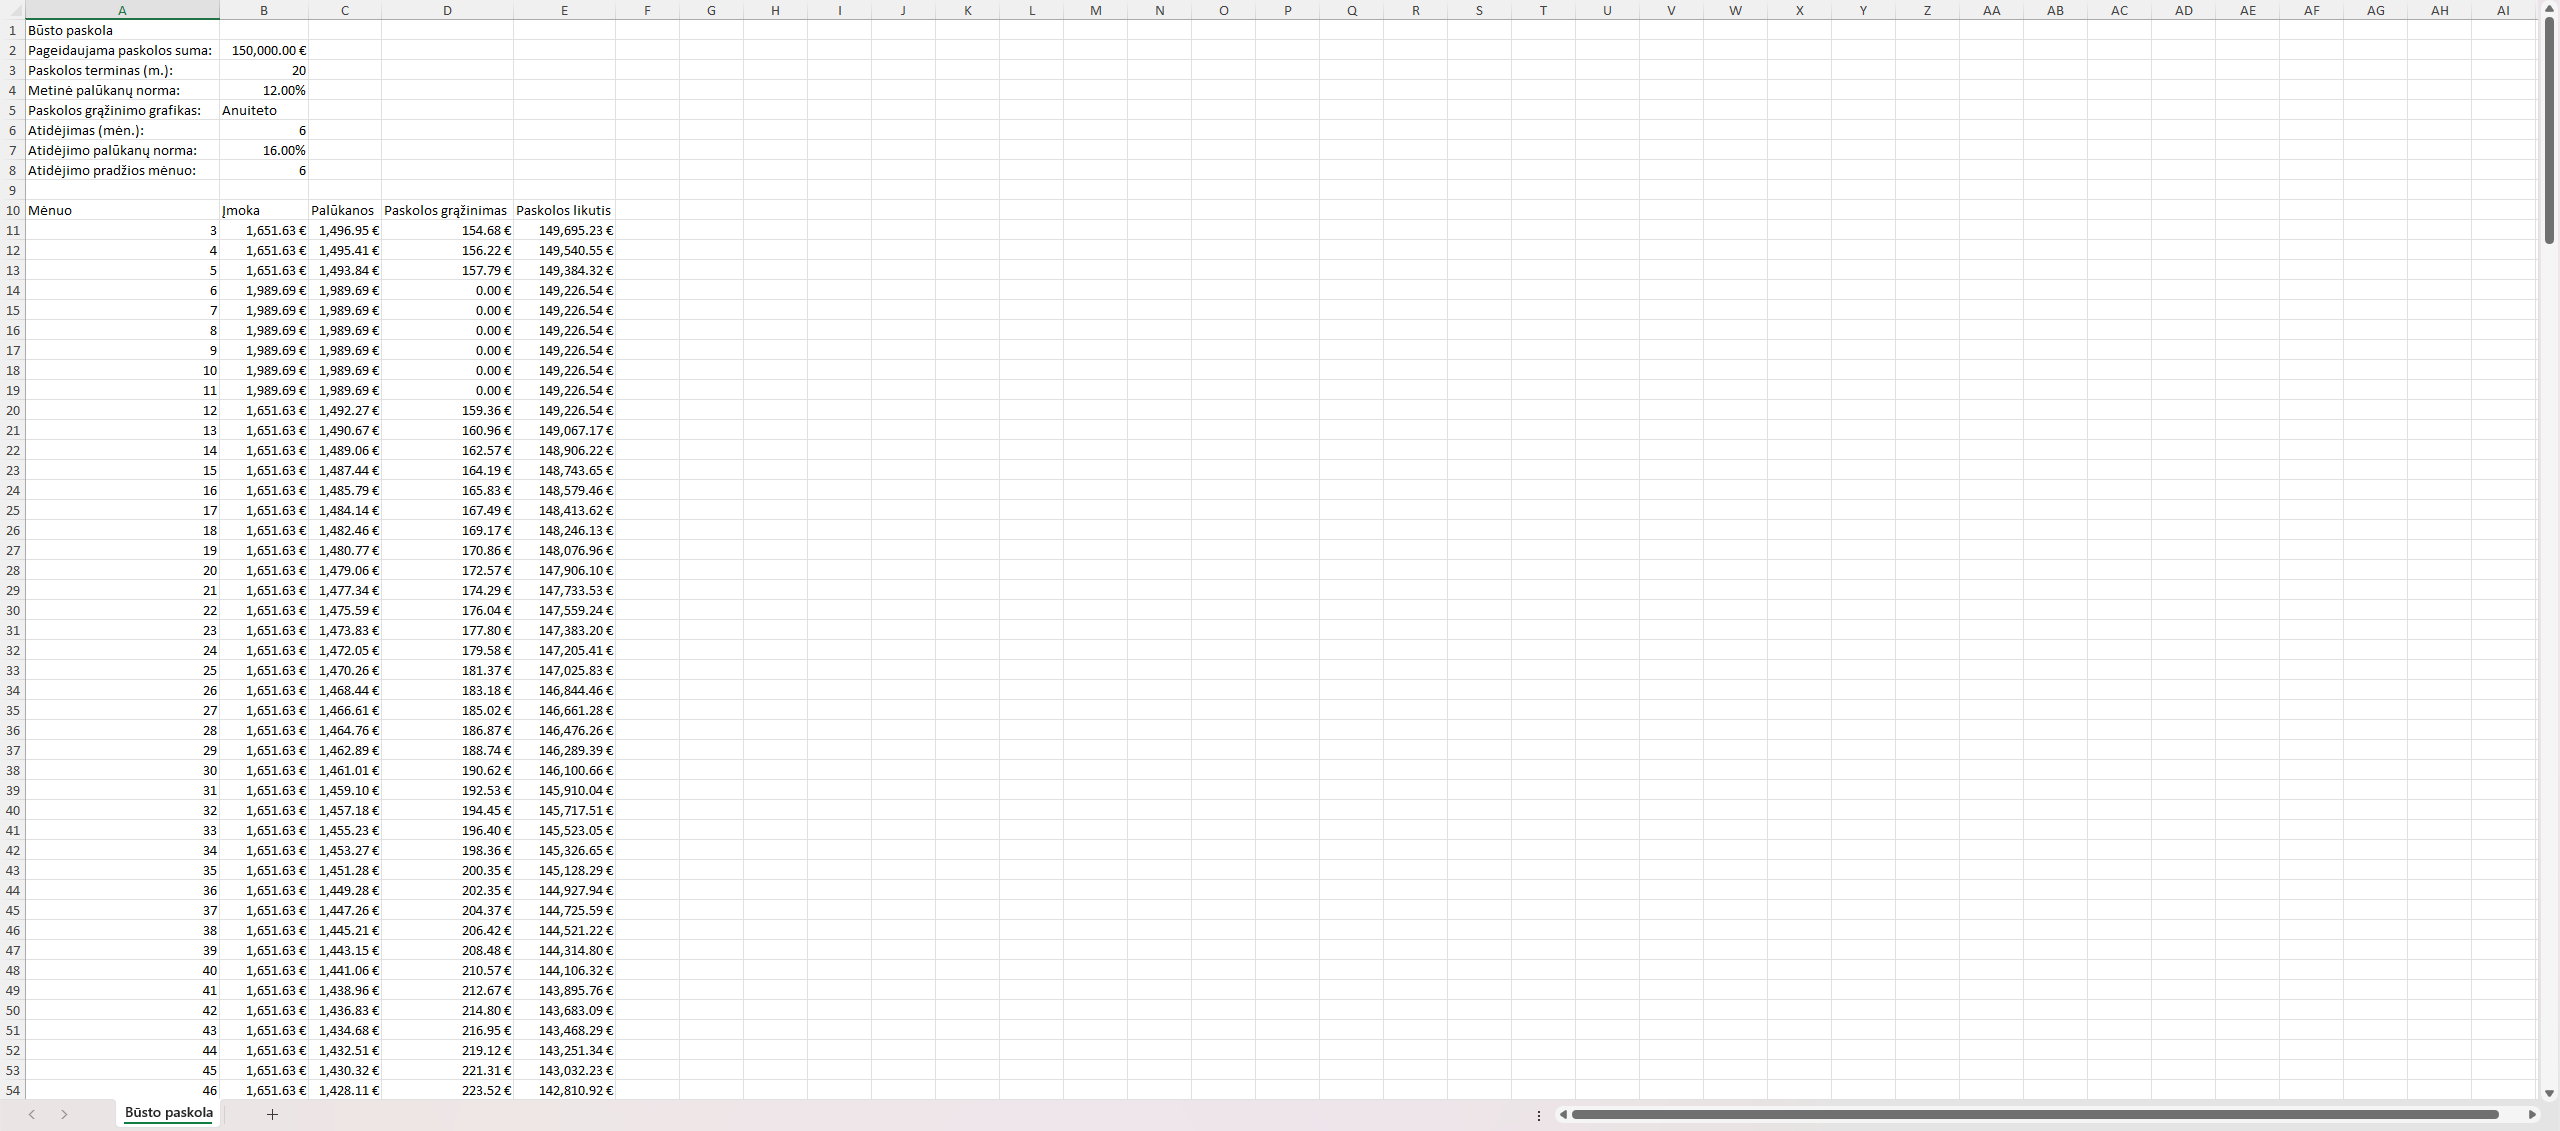 A B C D E F G H I J K L M N O P Q R S T U V W X Y Z AA AB AC AD AE AF AG AH AI
1 Būsto paskola
2 Pageidaujama paskolos suma: 150,000.00 €
3 Paskolos terminas (m.): 20
4 Metinė palūkanų norma: 12.00%
5 Paskolos grąžinimo grafikas: Anuiteto
6 Atidėjimas (mėn.): 6
7 Atidėjimo palūkanų norma: 16.00%
8 Atidėjimo pradžios mėnuo: 6
9
10 Mėnuo Įmoka Palūkanos Paskolos grąžinimas Paskolos likutis
11 3 1,651.63 € 1,496.95 € 154.68 € 149,695.23 €
12 4 1,651.63 € 1,495.41 € 156.22 € 149,540.55 €
13 5 1,651.63 € 1,493.84 € 157.79 € 149,384.32 €
14 6 1,989.69 € 1,989.69 € 0.00 € 149,226.54 €
15 7 1,989.69 € 1,989.69 € 0.00 € 149,226.54 €
16 8 1,989.69 € 1,989.69 € 0.00 € 149,226.54 €
17 9 1,989.69 € 1,989.69 € 0.00 € 149,226.54 €
18 10 1,989.69 € 1,989.69 € 0.00 € 149,226.54 €
19 11 1,989.69 € 1,989.69 € 0.00 € 149,226.54 €
20 12 1,651.63 € 1,492.27 € 159.36 € 149,226.54 €
21 13 1,651.63 € 1,490.67 € 160.96 € 149,067.17 €
22 14 1,651.63 € 1,489.06 € 162.57 € 148,906.22 €
23 15 1,651.63 € 1,487.44 € 164.19 € 148,743.65 €
24 16 1,651.63 € 1,485.79 € 165.83 € 148,579.46 €
25 17 1,651.63 € 1,484.14 € 167.49 € 148,413.62 €
26 18 1,651.63 € 1,482.46 € 169.17 € 148,246.13 €
27 19 1,651.63 € 1,480.77 € 170.86 € 148,076.96 €
28 20 1,651.63 € 1,479.06 € 172.57 € 147,906.10 €
29 21 1,651.63 € 1,477.34 € 174.29 € 147,733.53 €
30 22 1,651.63 € 1,475.59 € 176.04 € 147,559.24 €
31 23 1,651.63 € 1,473.83 € 177.80 € 147,383.20 €
32 24 1,651.63 € 1,472.05 € 179.58 € 147,205.41 €
33 25 1,651.63 € 1,470.26 € 181.37 € 147,025.83 €
34 26 1,651.63 € 1,468.44 € 183.18 € 146,844.46 €
35 27 1,651.63 € 1,466.61 € 185.02 € 146,661.28 €
36 28 1,651.63 € 1,464.76 € 186.87 € 146,476.26 €
37 29 1,651.63 € 1,462.89 € 188.74 € 146,289.39 €
38 30 1,651.63 € 1,461.01 € 190.62 € 146,100.66 €
39 31 1,651.63 € 1,459.10 € 192.53 € 145,910.04 €
40 32 1,651.63 € 1,457.18 € 194.45 € 145,717.51 €
41 33 1,651.63 € 1,455.23 € 196.40 € 145,523.05 €
42 34 1,651.63 € 1,453.27 € 198.36 € 145,326.65 €
43 35 1,651.63 € 1,451.28 € 200.35 € 145,128.29 €
44 36 1,651.63 € 1,449.28 € 202.35 € 144,927.94 €
45 37 1,651.63 € 1,447.26 € 204.37 € 144,725.59 €
46 38 1,651.63 € 1,445.21 € 206.42 € 144,521.22 €
47 39 1,651.63 € 1,443.15 € 208.48 € 144,314.80 €
48 40 1,651.63 € 1,441.06 € 210.57 € 144,106.32 €
49 41 1,651.63 € 1,438.96 € 212.67 € 143,895.76 €
50 42 1,651.63 € 1,436.83 € 214.80 € 143,683.09 €
51 43 1,651.63 € 1,434.68 € 216.95 € 143,468.29 €
52 44 1,651.63 € 1,432.51 € 219.12 € 143,251.34 €
53 45 1,651.63 € 1,430.32 € 221.31 € 143,032.23 €
54 46 1,651.63 € 1,428.11 € 223.52 € 142,810.92 €
Būsto paskola